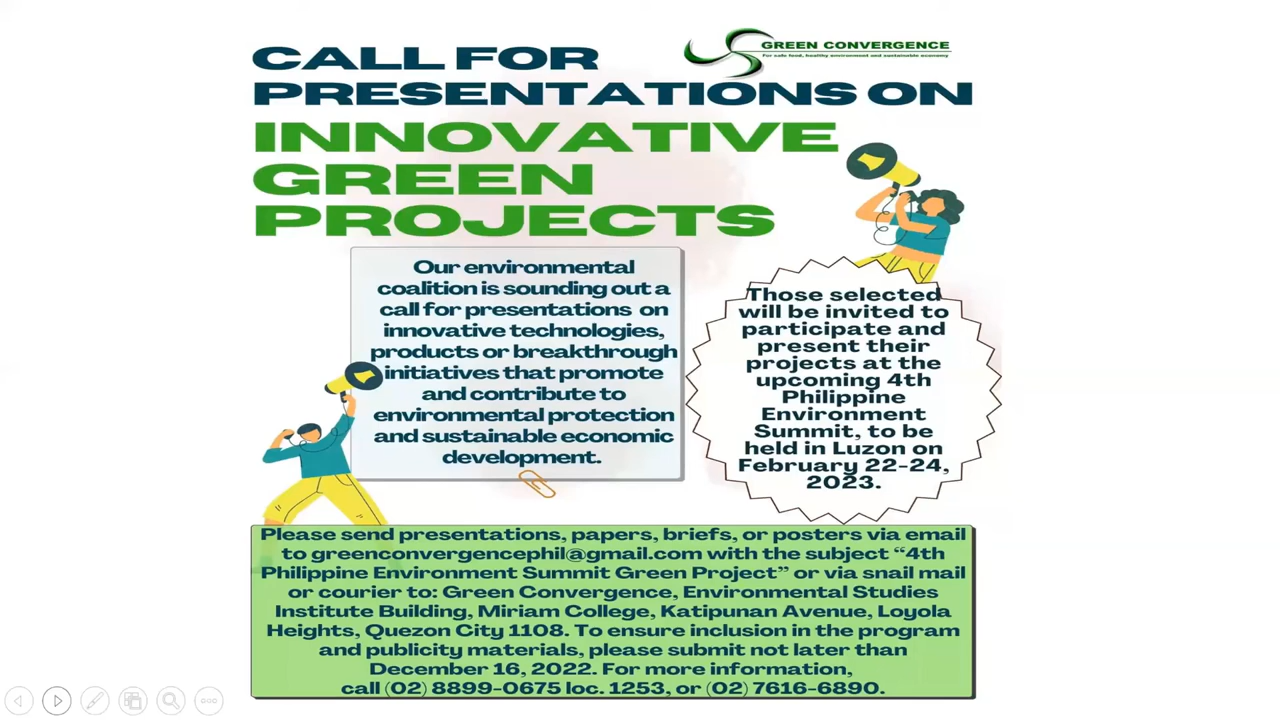 GREEN CONVERGENCE
For safe food, healthy environment and sustainable economy
CALL FOR
PRESENTATIONS ON
INNOVATIVE
GREEN
PROJECTS
Our environmental
coalition is sounding out a
call for presentations on
innovative technologies,
products or breakthrough
initiatives that promote
and contribute to
environmental protection
and sustainable economic
development.
Those selected
will be invited to
participate and
present their
projects at the
upcoming 4th
Philippine
Environment
Summit, to be
held in Luzon on
February 22-24,
2023.
Please send presentations, papers, briefs, or posters via email
to greenconvergencephil@gmail.com with the subject “4th
Philippine Environment Summit Green Project” or via snail mail
or courier to: Green Convergence, Environmental Studies
Institute Building, Miriam College, Katipunan Avenue, Loyola
Heights, Quezon City 1108. To ensure inclusion in the program
and publicity materials, please submit not later than
December 16, 2022. For more information,
call (02) 8899-0675 loc. 1253, or (02) 7616-6890.